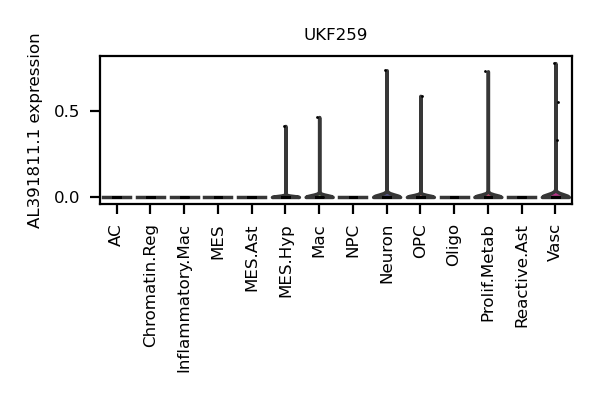 UKF259
AL391811.1 expression
0.5
0.0
AC
Chromatin.Reg
Inflammatory.Mac
MES
MES.Ast
MES.Hyp
Mac
NPC
Neuron
OPC
Oligo
Prolif.Metab
Reactive.Ast
Vasc